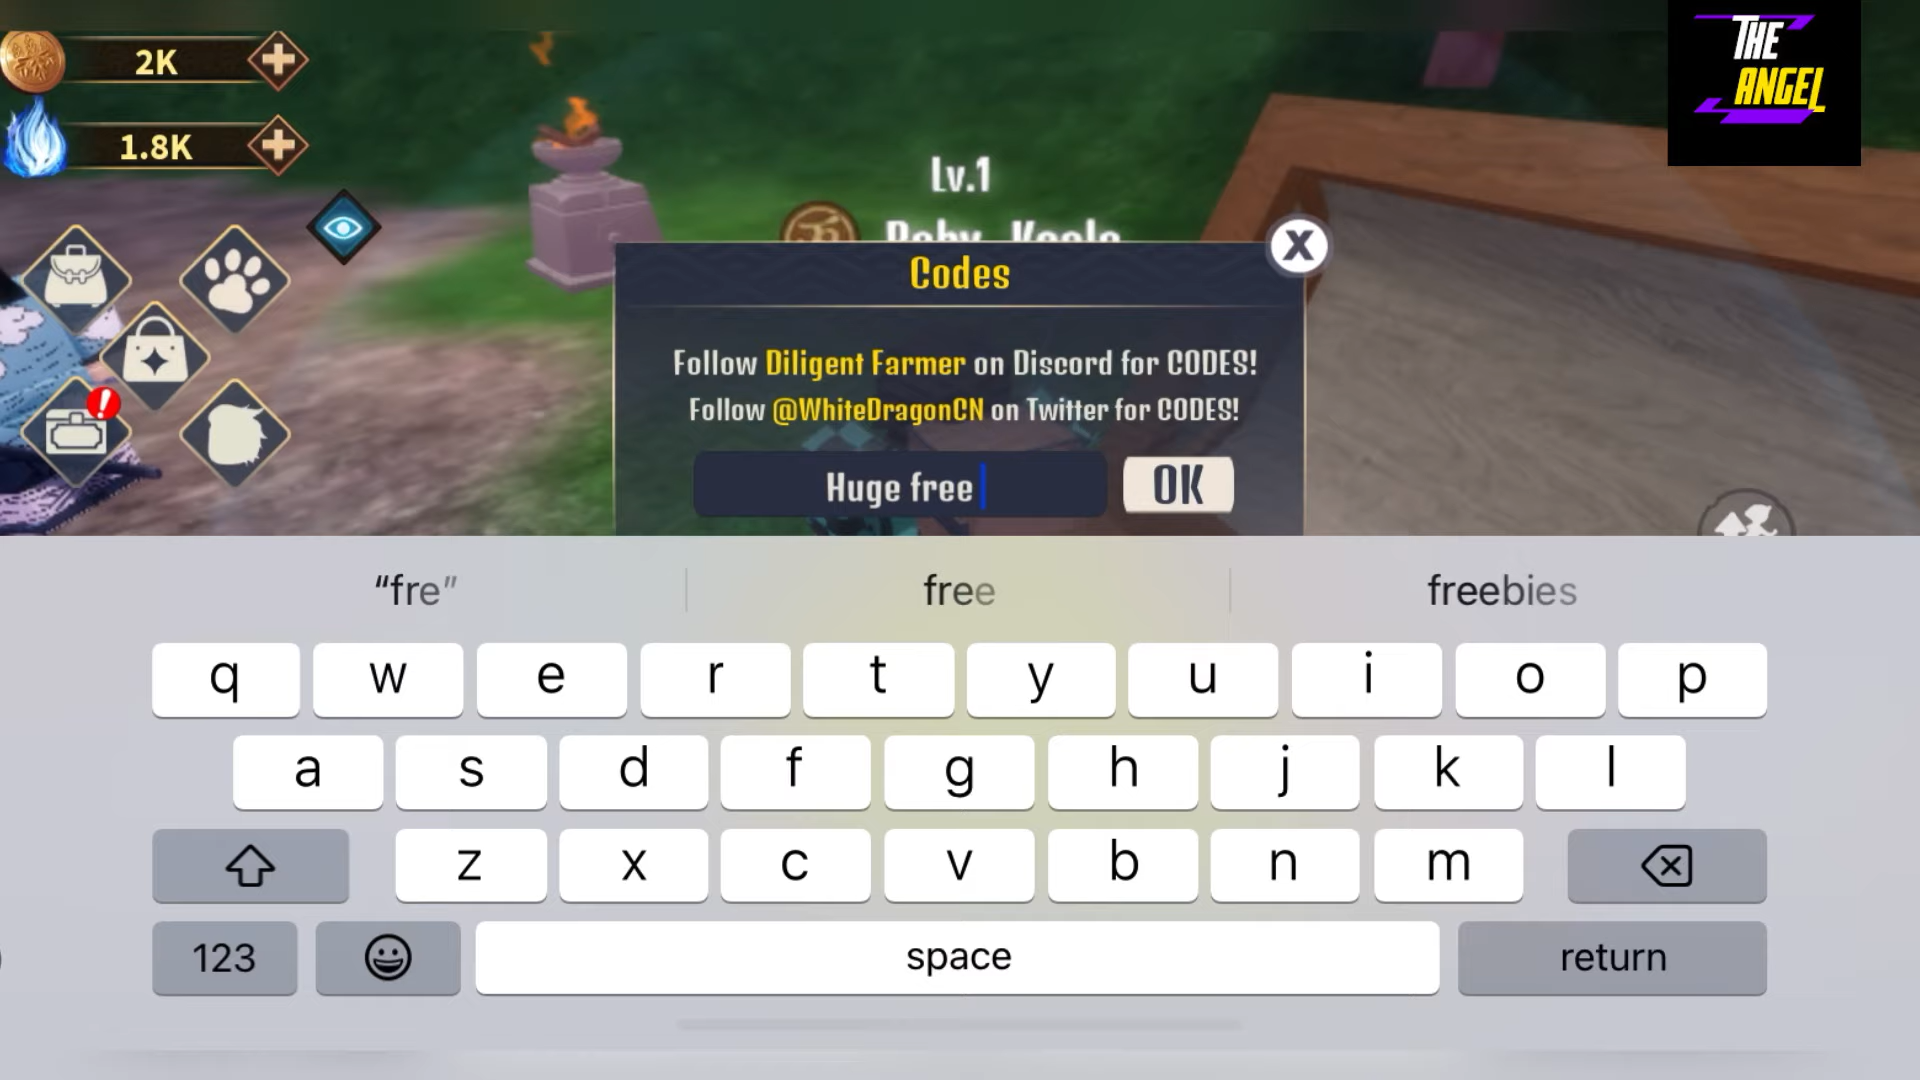 2K
THE
ANGEL
1.8K
Lv.1
Codes
X
Follow Diligent Farmer on Discord for CODES!
Follow @WhiteDragonCN on Twitter for CODES!
Huge free
OK
“fre”
free
freebies
q w e r t y u i o p
a s d f g h j k l
z x c v b n m
123
space
return